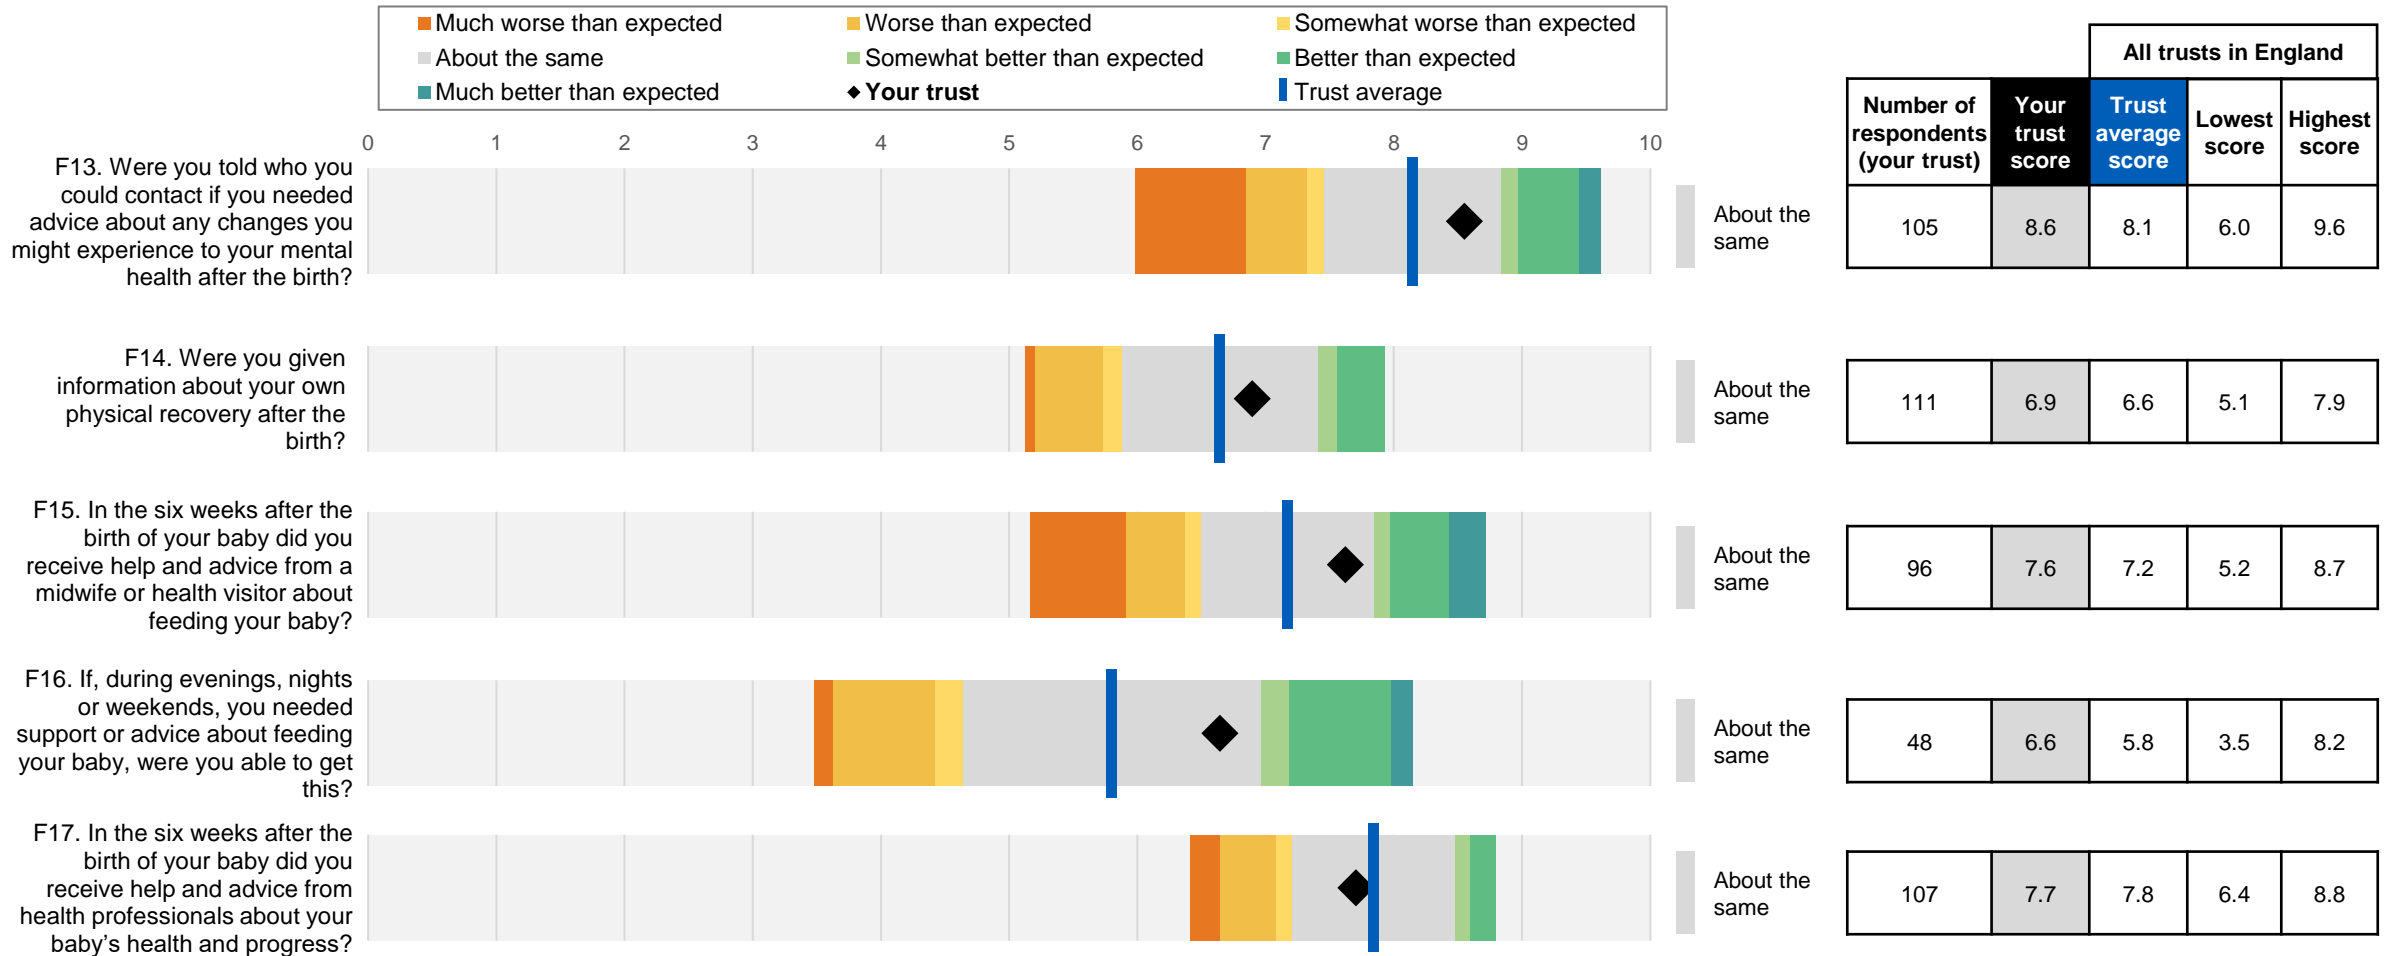 Much worse than expected
Worse than expected
Somewhat worse than expected
About the same
Somewhat better than expected
Better than expected
Much better than expected
Your trust
Trust average
All trusts in England
Number of respondents (your trust)
Your trust score
Trust average score
Lowest score
Highest score
0 1 2 3 4 5 6 7 8 9 10
F13. Were you told who you
could contact if you needed
advice about any changes you
might experience to your mental
health after the birth?
About the
same
105 8.6 8.1 6.0 9.6
F14. Were you given
information about your own
physical recovery after the
birth?
About the
same
111 6.9 6.6 5.1 7.9
F15. In the six weeks after the
birth of your baby did you
receive help and advice from a
midwife or health visitor about
feeding your baby?
About the
same
96 7.6 7.2 5.2 8.7
F16. If, during evenings, nights
or weekends, you needed
support or advice about feeding
your baby, were you able to get
this?
About the
same
48 6.6 5.8 3.5 8.2
F17. In the six weeks after the
birth of your baby did you
receive help and advice from
health professionals about your
baby’s health and progress?
About the
same
107 7.7 7.8 6.4 8.8